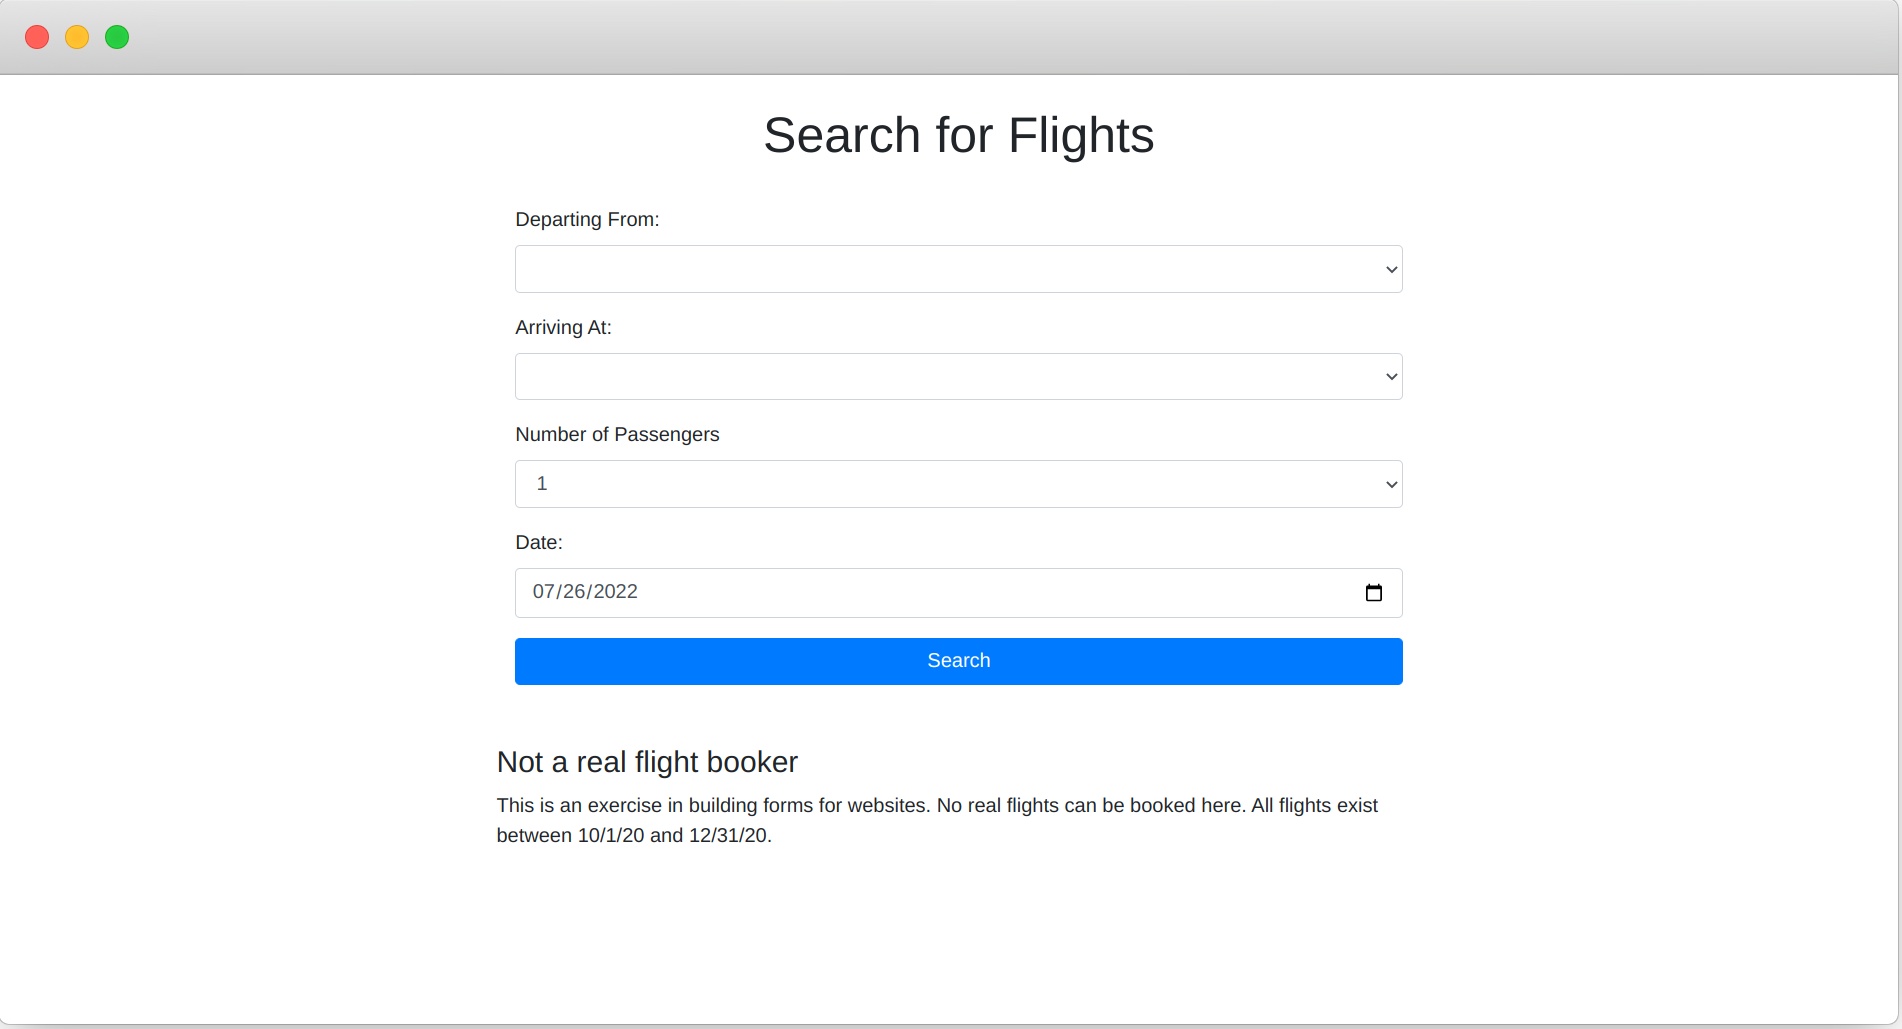 Search for Flights
Departing From:
Arriving At:
Number of Passengers
1
Date:
07/26/2022
Search
Not a real flight booker
This is an exercise in building forms for websites. No real flights can be booked here. All flights exist
between 10/1/20 and 12/31/20.